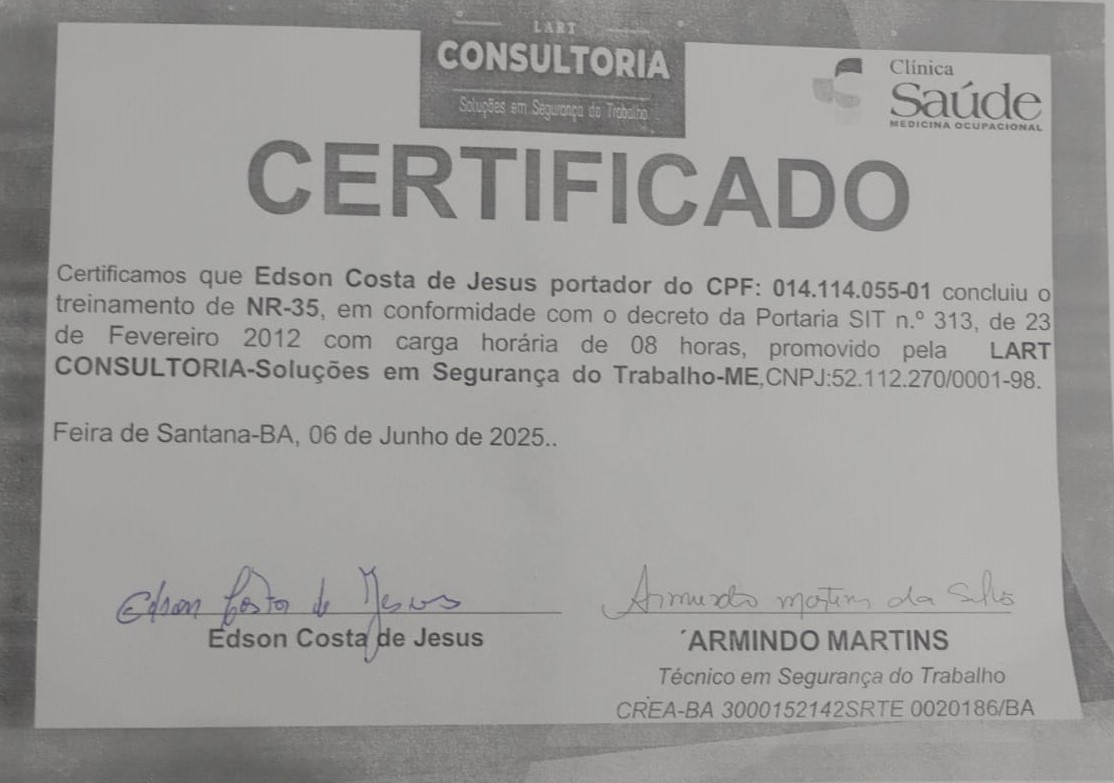 LART
CONSULTORIA
Soluções em Segurança do Trabalho
Clínica
Saúde
MEDICINA OCUPACIONAL
CERTIFICADO
Certificamos que Edson Costa de Jesus portador do CPF: 014.114.055-01 concluiu o
treinamento de NR-35, em conformidade com o decreto da Portaria SIT n.º 313, de 23
de Fevereiro 2012 com carga horária de 08 horas, promovido pela LART
CONSULTORIA-Soluções em Segurança do Trabalho-ME,CNPJ:52.112.270/0001-98.
Feira de Santana-BA, 06 de Junho de 2025..
Edson Costa de Jesus
Armindo Martins da Silva
Edson Costa de Jesus
´ARMINDO MARTINS
Técnico em Segurança do Trabalho
CREA-BA 3000152142SRTE 0020186/BA